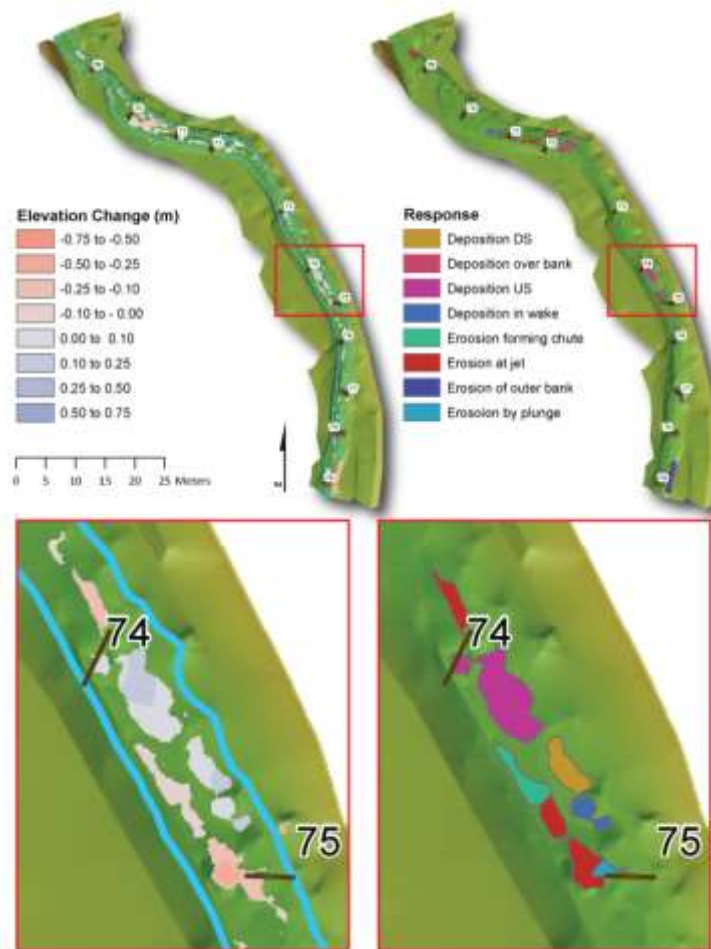 Elevation Change (m)
-0.75 to -0.50
-0.50 to -0.25
-0.25 to -0.10
-0.10 to - 0.00
0.00 to 0.10
0.10 to 0.25
0.25 to 0.50
0.50 to 0.75
0 5 10 15 20 25 Meters
Response
Deposition DS
Deposition over bank
Deposition US
Deposition in wake
Eroosion forming chute
Erosion at jet
Erosion of outer bank
Erosoion by plunge
74
75
74
75